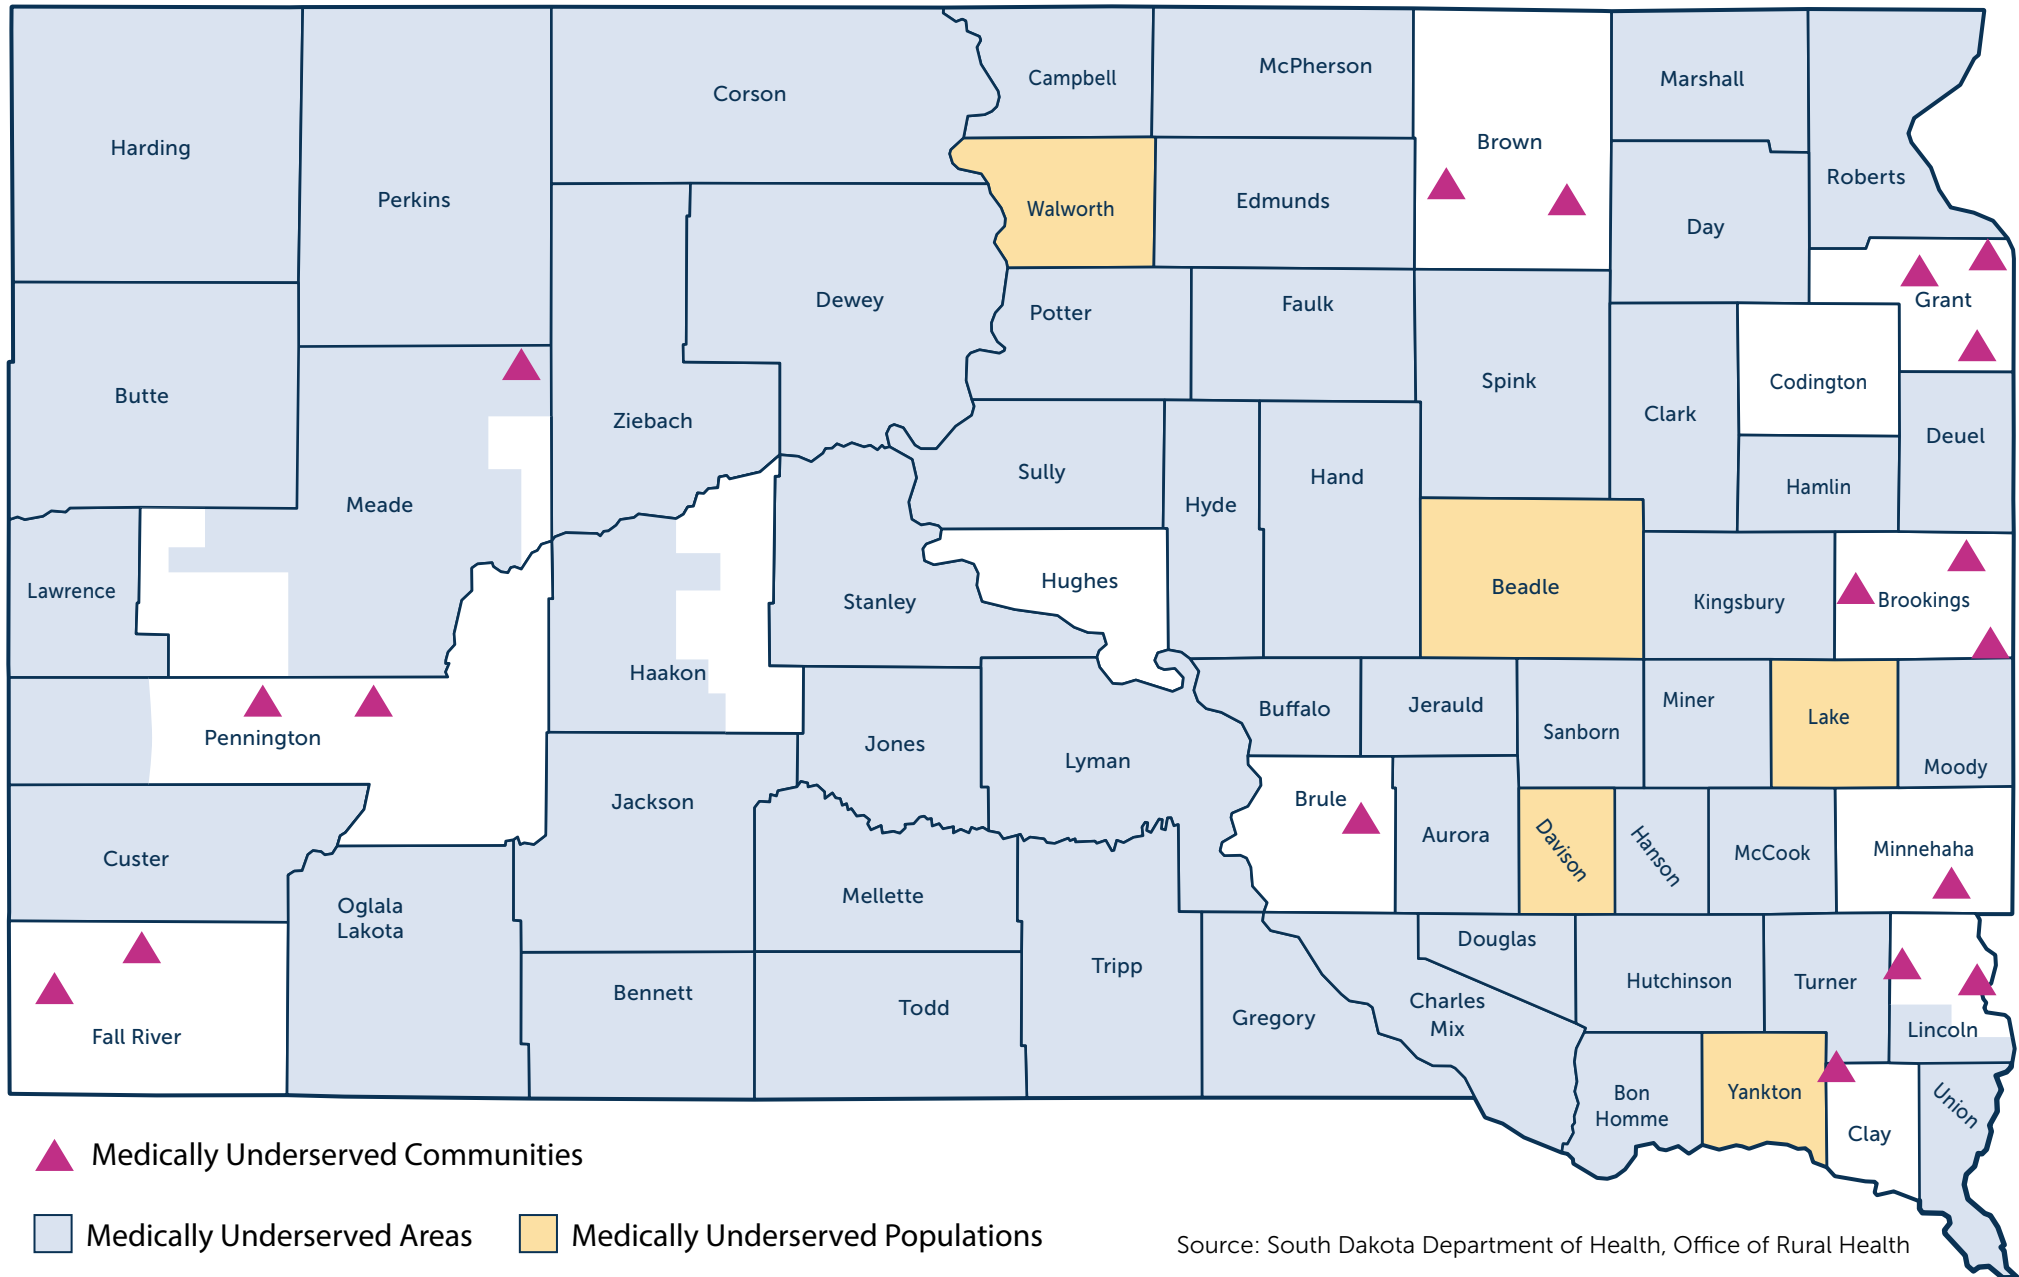 Harding
Perkins
Corson
Campbell
McPherson
Brown
Marshall
Roberts
Walworth
Edmunds
Day
Butte
Meade
Ziebach
Dewey
Potter
Faulk
Spink
Clark
Codington
Grant
Deuel
Hamlin
Lawrence
Sully
Hyde
Hand
Hughes
Stanley
Haakon
Beadle
Kingsbury
Brookings
Pennington
Jones
Lyman
Buffalo
Jerauld
Sanborn
Miner
Lake
Moody
Custer
Jackson
Mellette
Brule
Aurora
Davison
Hanson
McCook
Minnehaha
Oglala
Lakota
Fall River
Bennett
Todd
Tripp
Gregory
Charles
Mix
Douglas
Hutchinson
Turner
Lincoln
Bon
Homme
Yankton
Clay
Union
Medically Underserved Communities
Medically Underserved Areas
Medically Underserved Populations
Source: South Dakota Department of Health, Office of Rural Health